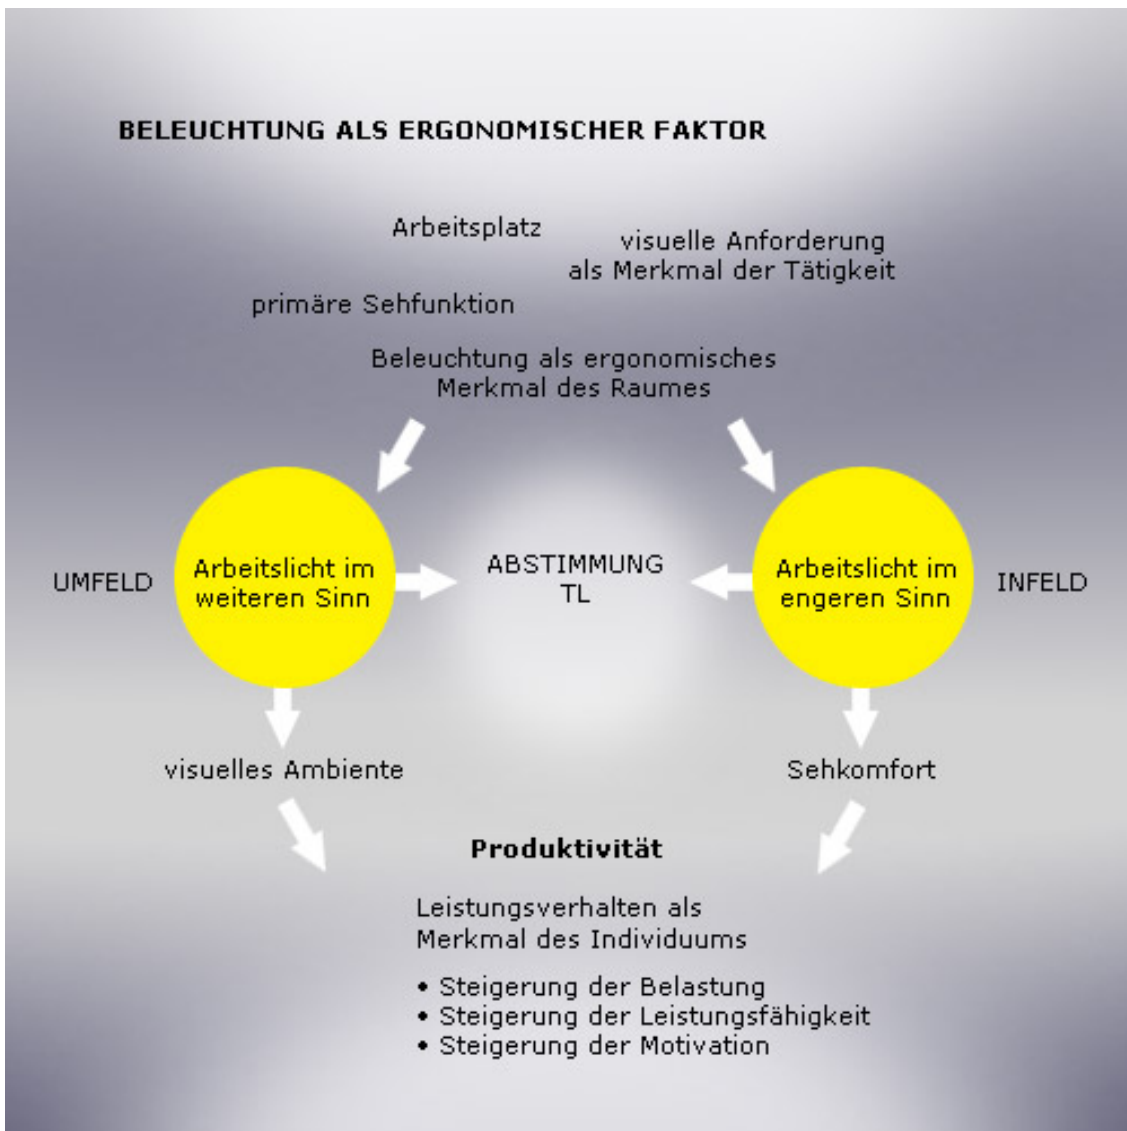 BELEUCHTUNG ALS ERGONOMISCHER FAKTOR
Arbeitsplatz
visuelle Anforderung
als Merkmal der Tätigkeit
primäre Sehfunktion
Beleuchtung als ergonomisches
Merkmal des Raumes
UMFELD
Arbeitslicht im
weiteren Sinn
ABSTIMMUNG
TL
Arbeitslicht im
engeren Sinn
INFELD
visuelles Ambiente
Sehkomfort
Produktivität
Leistungsverhalten als
Merkmal des Individuums
• Steigerung der Belastung
• Steigerung der Leistungsfähigkeit
• Steigerung der Motivation